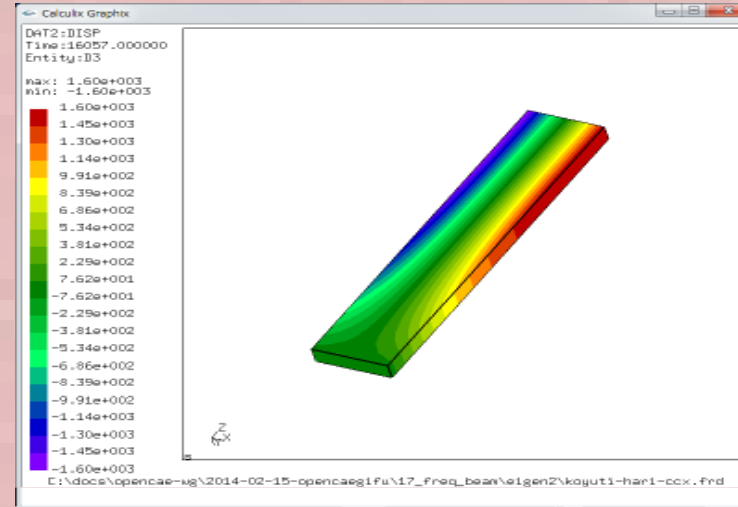 Calculix Graphix
DAT2:DISP
Time:16057.000000
Entity:D3
max: 1.60e+003
min: -1.60e+003
1.60e+003
1.45e+003
1.30e+003
1.14e+003
9.91e+002
8.39e+002
6.86e+002
5.34e+002
3.81e+002
2.29e+002
7.62e+001
-7.62e+001
-2.29e+002
-3.81e+002
-5.34e+002
-6.86e+002
-8.39e+002
-9.91e+002
-1.14e+003
-1.30e+003
-1.45e+003
-1.60e+003
Z
X
E:\docs\opencae-wg\2014-02-15-opencaegifu\17_freq_beam\eigen2\koyuti-hari-ccx.frd